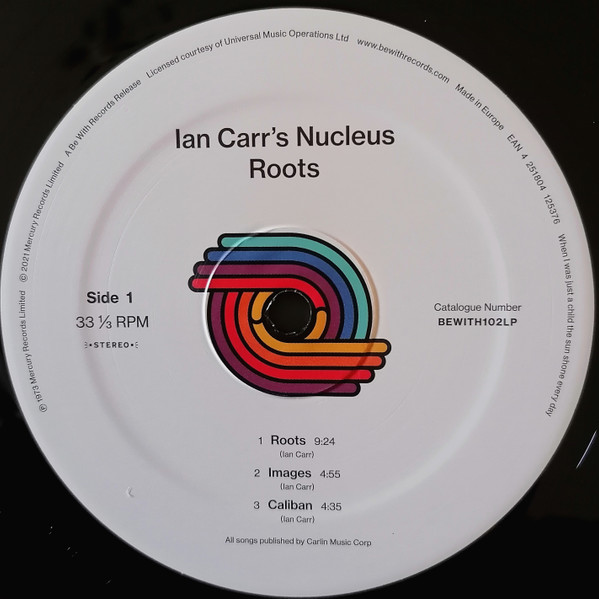 ℗ 1973 Mercury Records Limited © 2021 Mercury Records Limited A Be With Records Release Licensed courtesy of Universal Music Operations Ltd www.bewithrecords.com Made in Europe EAN 4 251804 125376 When I was just a child the sun shone every day
Ian Carr's Nucleus
Roots
Side 1
33 ⅓ RPM
STEREO
Catalogue Number
BEWITH102LP
1 Roots 9:24
(Ian Carr)
2 Images 4:55
(Ian Carr)
3 Caliban 4:35
(Ian Carr)
All songs published by Carlin Music Corp